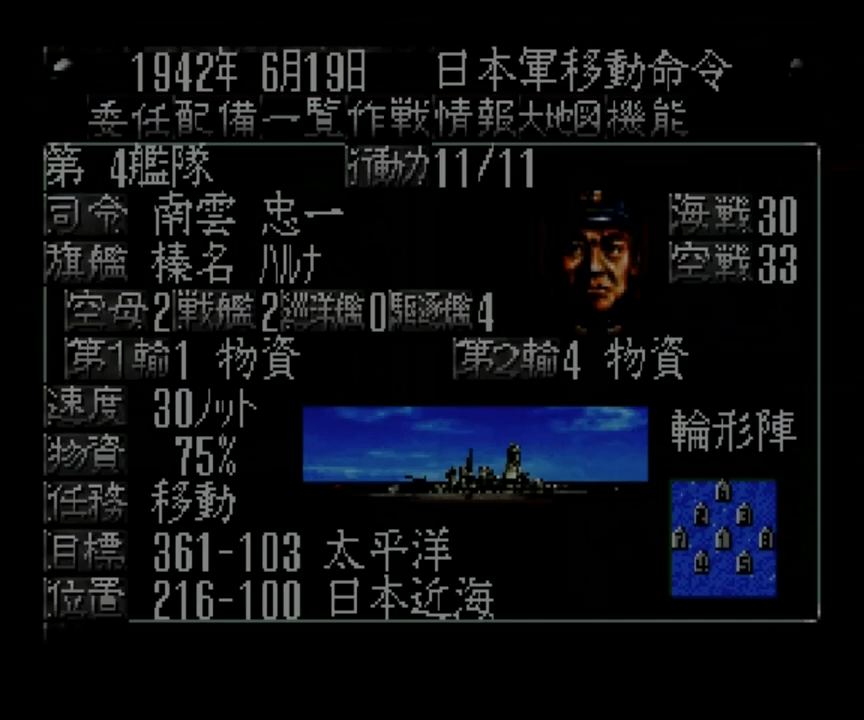 1942年 6月19日 日本軍移動命令
委任配備一覧作戦情報大地図機能
第 4艦隊 行動力11/11
司令 南雲 忠一 海戦30
旗艦 榛名 ハルナ 空戦33
空母2戦艦2巡洋艦0駆逐艦4
第1輸1 物資 第2輸4 物資
速度 30ノット
輪形陣
物資 75%
任務 移動
目標 361-103 太平洋
位置 216-100 日本近海